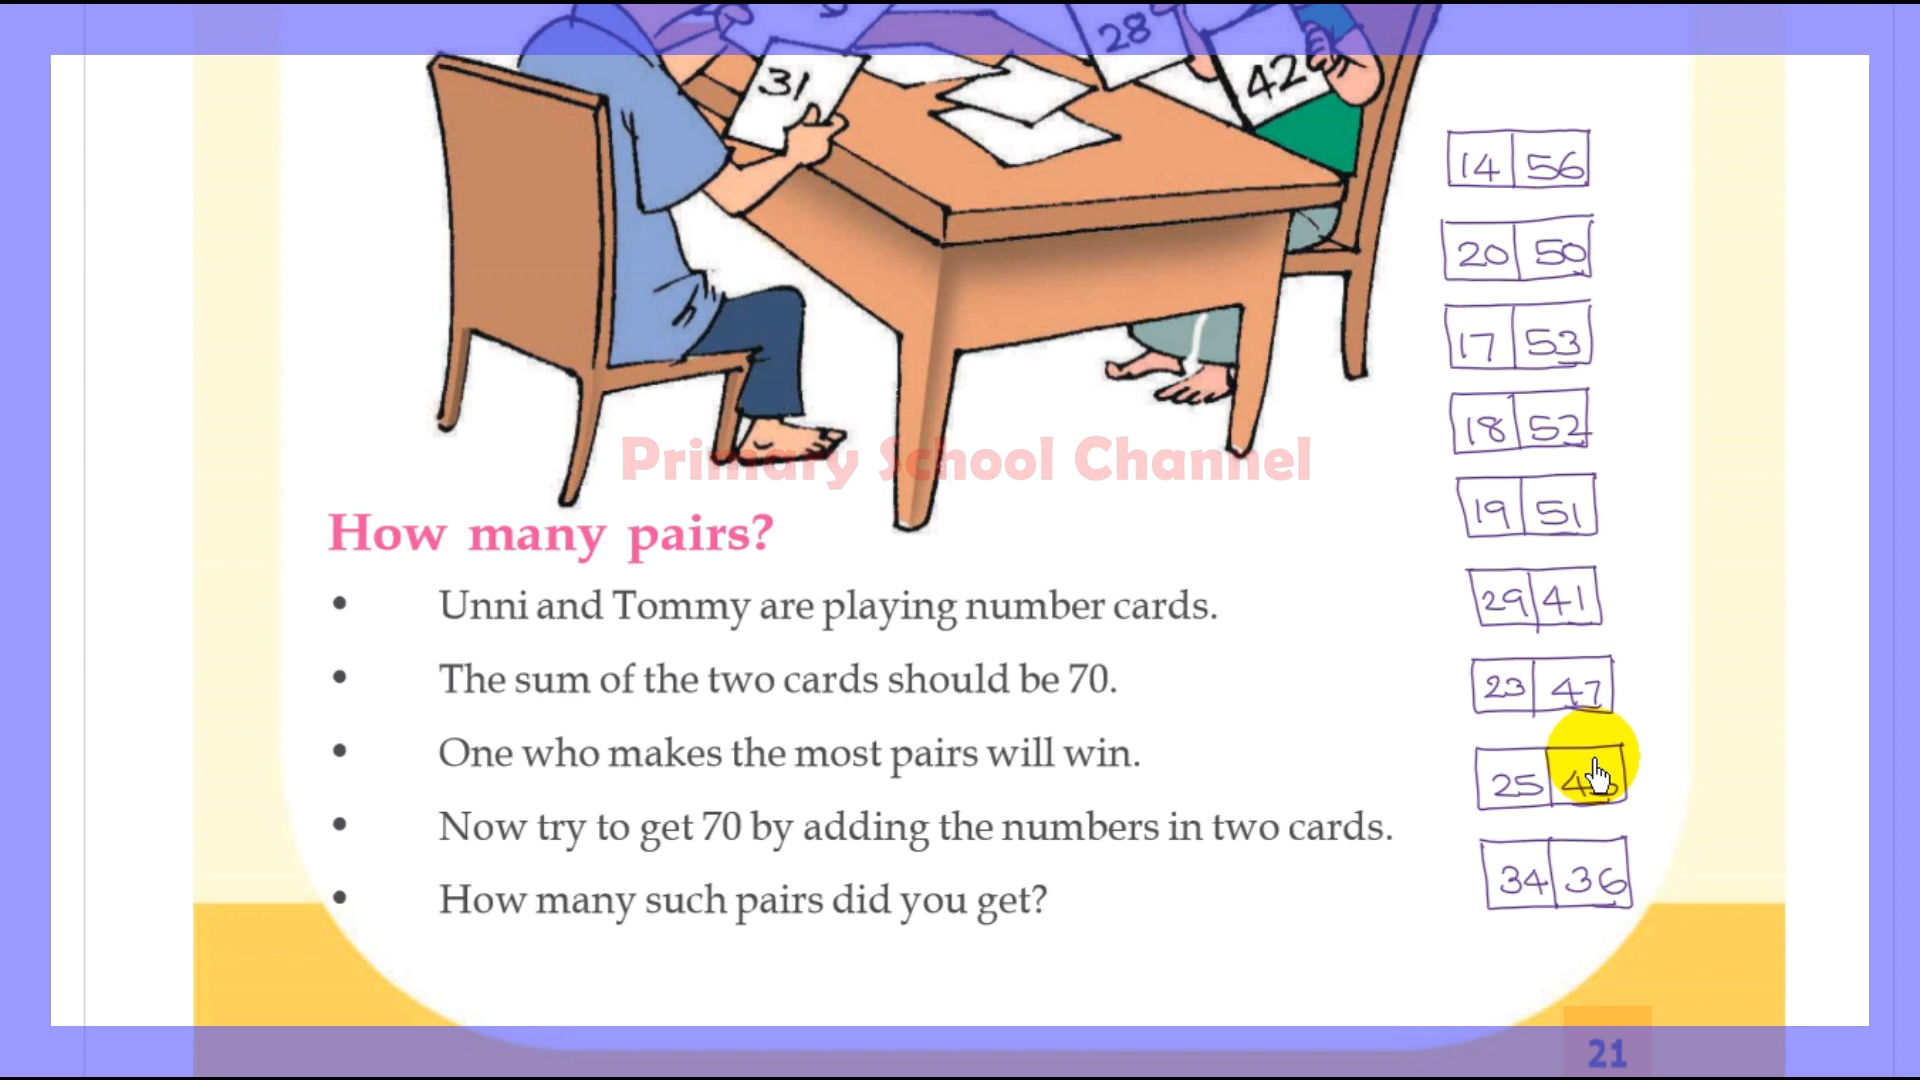 31
28
42
14 56
20 50
17 53
18 52
19 51
29 41
23 47
25 45
34 36
Primary School Channel
How many pairs?
• Unni and Tommy are playing number cards.
• The sum of the two cards should be 70.
• One who makes the most pairs will win.
• Now try to get 70 by adding the numbers in two cards.
• How many such pairs did you get?
21